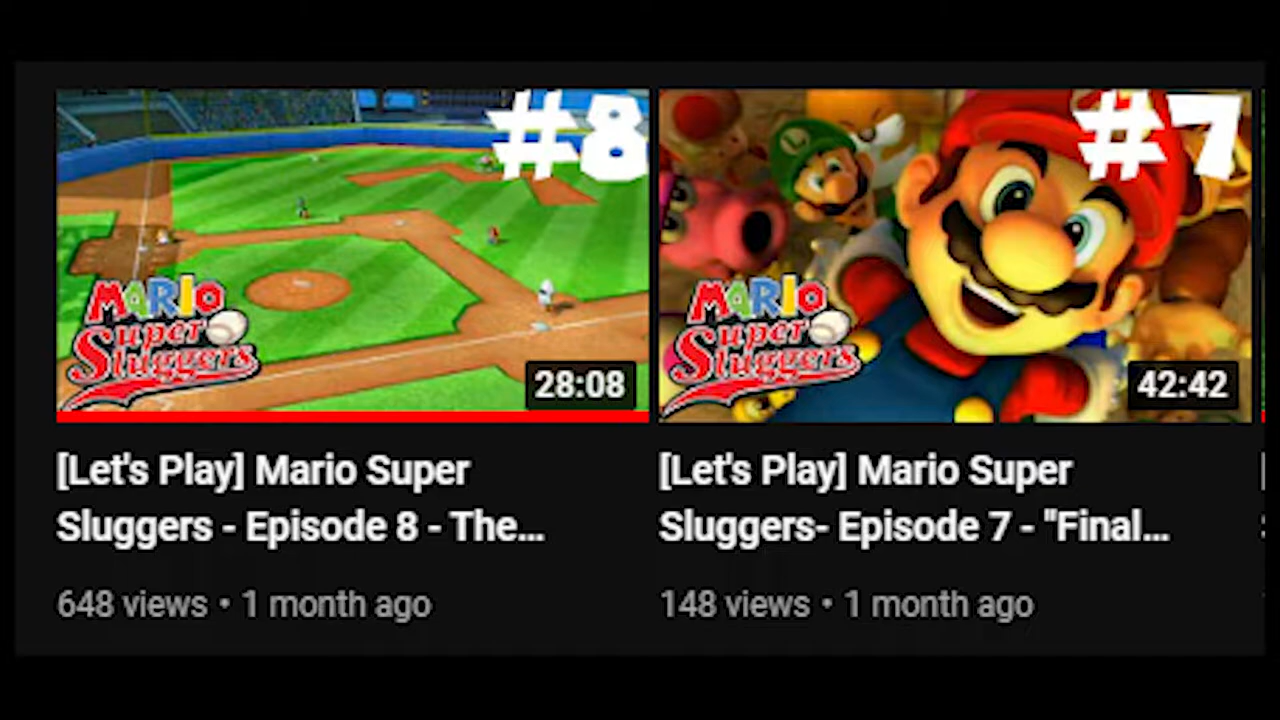 #8
MARIO
Super
Sluggers
28:08
[Let's Play] Mario Super
Sluggers - Episode 8 - The...
648 views • 1 month ago
#7
L
MARIO
Super
Sluggers
42:42
[Let's Play] Mario Super
Sluggers- Episode 7 - "Final...
148 views • 1 month ago